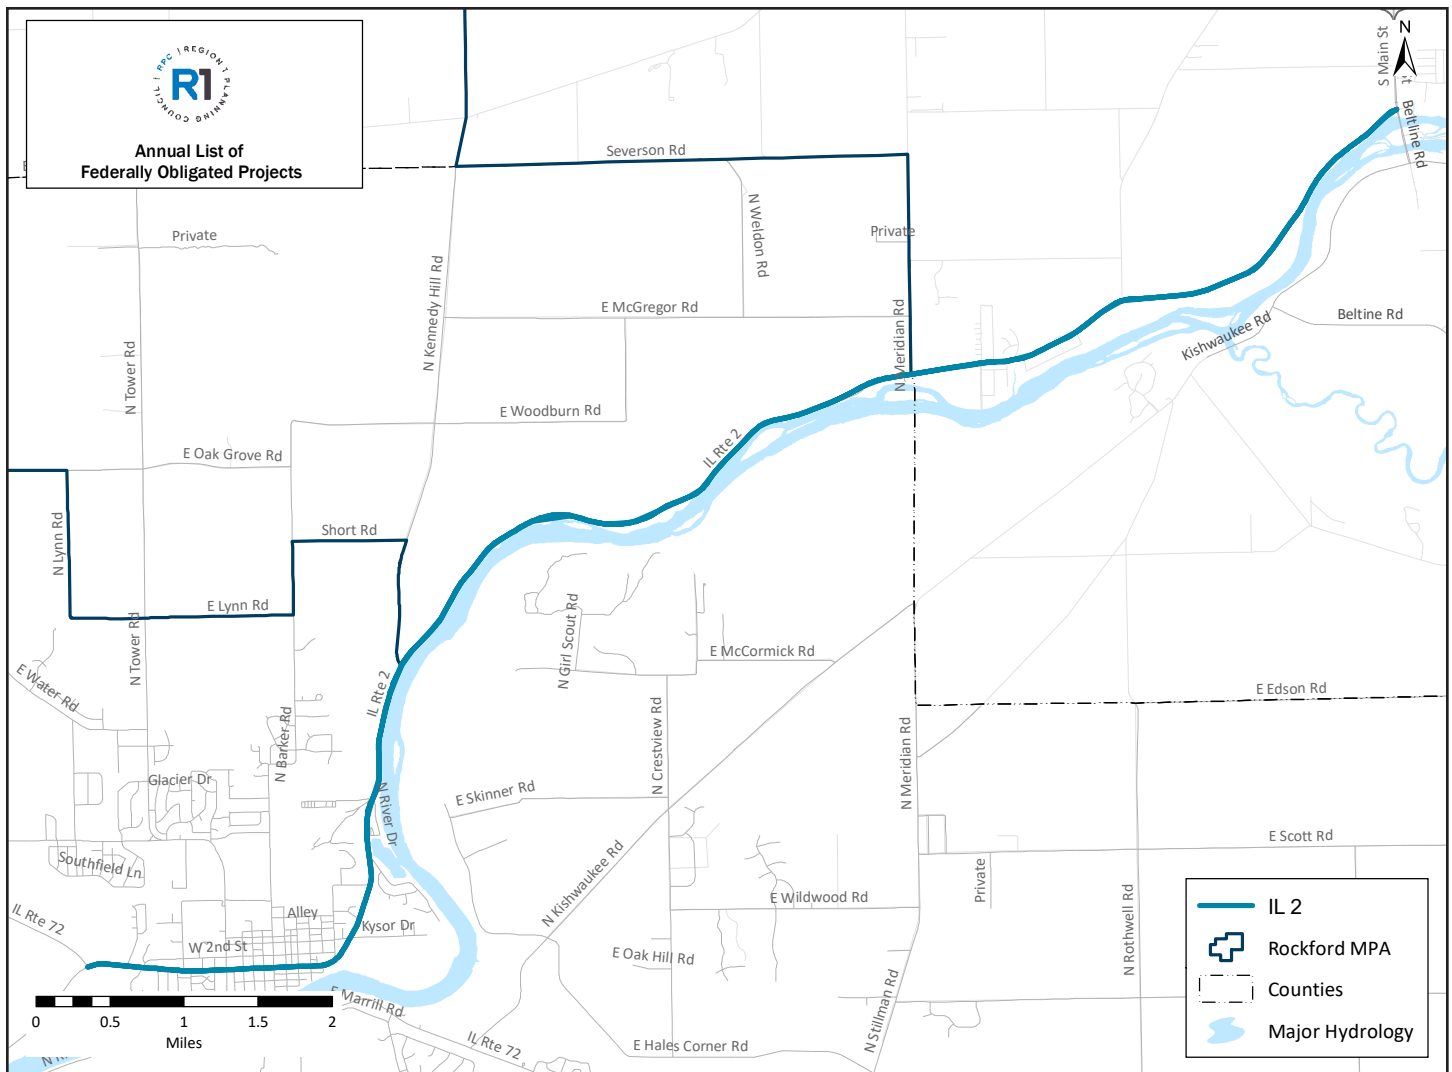 RPC | REGION 1 PLANNING COUNCIL |
R1
Annual List of
Federally Obligated Projects
N
S Main St
Beltline Rd
Severson Rd
N Weldon Rd
Private
Private
N Kennedy Hill Rd
E McGregor Rd
N Meridian Rd
Kishwaukee Rd
Beltine Rd
N Tower Rd
E Woodburn Rd
IL Rte 2
E Oak Grove Rd
N Lynn Rd
Short Rd
E Lynn Rd
N Tower Rd
N Girl Scout Rd
E McCormick Rd
E Water Rd
IL Rte 2
E Edson Rd
N Barker Rd
N Crestview Rd
N Meridian Rd
Glacier Dr
N River Dr
E Skinner Rd
E Scott Rd
Southfield Ln
N Kishwaukee Rd
Private
E Wildwood Rd
IL Rte 72
Alley
Kysor Dr
W 2nd St
N Rothwell Rd
E Oak Hill Rd
E Marrill Rd
N Stillman Rd
IL Rte 72
E Hales Corner Rd
0 0.5 1 1.5 2
Miles
IL 2
Rockford MPA
Counties
Major Hydrology